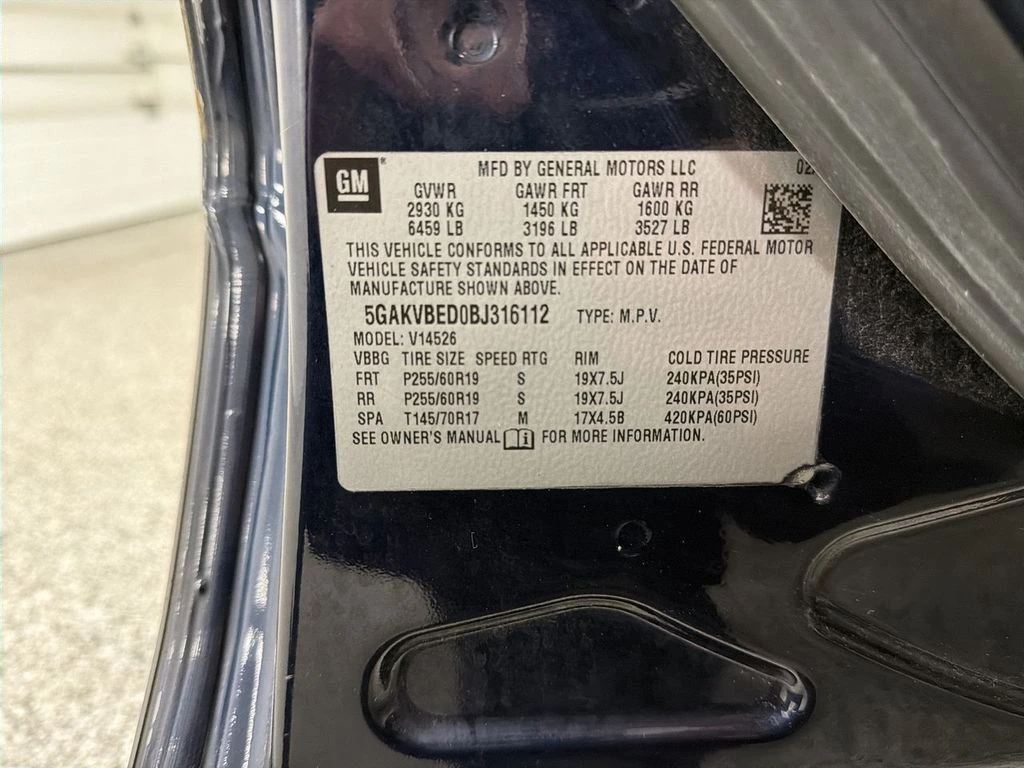 GM
MFD BY GENERAL MOTORS LLC 02
GVWR GAWR FRT GAWR RR
2930 KG 1450 KG 1600 KG
6459 LB 3196 LB 3527 LB
THIS VEHICLE CONFORMS TO ALL APPLICABLE U.S. FEDERAL MOTOR
VEHICLE SAFETY STANDARDS IN EFFECT ON THE DATE OF
MANUFACTURE SHOWN ABOVE.
5GAKVBED0BJ316112 TYPE: M.P.V.
MODEL: V14526
VBBG TIRE SIZE SPEED RTG RIM COLD TIRE PRESSURE
FRT P255/60R19 S 19X7.5J 240KPA(35PSI)
RR P255/60R19 S 19X7.5J 240KPA(35PSI)
SPA T145/70R17 M 17X4.5B 420KPA(60PSI)
SEE OWNER'S MANUAL i FOR MORE INFORMATION.